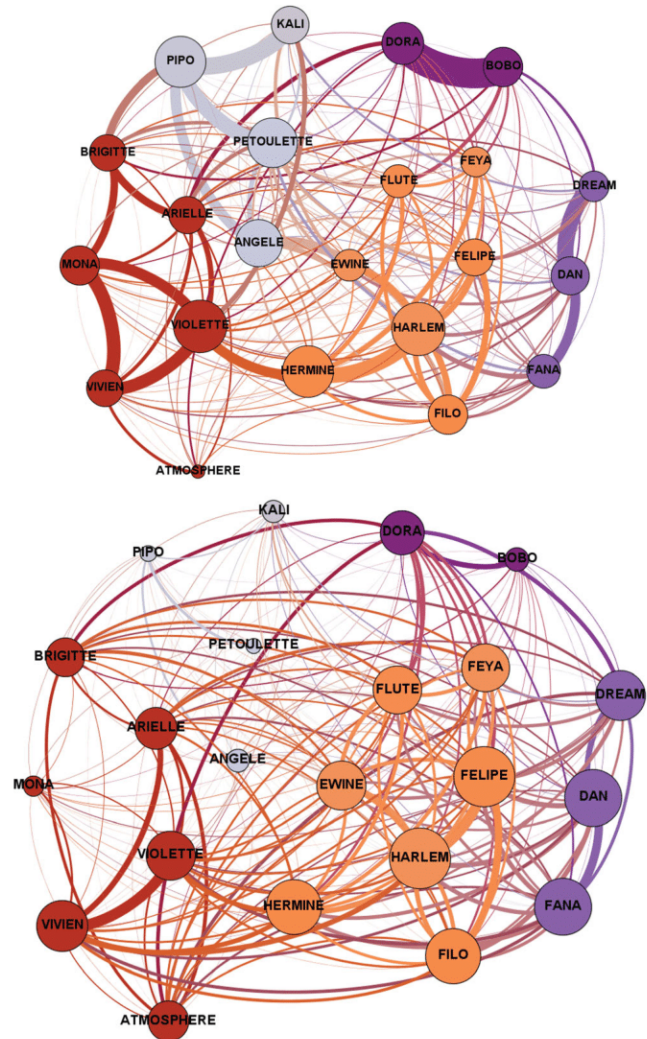 KALI
PIPO
DORA
BOBO
PETOULETTE
BRIGITTE
FEYA
FLUTE
DREAM
ARIELLE
ANGELE
EWINE
FELIPE
MONA
DAN
VIOLETTE
HARLEM
HERMINE
FANA
VIVIEN
FILO
ATMOSPHERE
KALI
DORA
PIPO
BOBO
PETOULETTE
BRIGITTE
FEYA
FLUTE
DREAM
ARIELLE
ANGELE
MONA
EWINE
FELIPE
DAN
VIOLETTE
HARLEM
HERMINE
FANA
VIVIEN
FILO
ATMOSPHERE